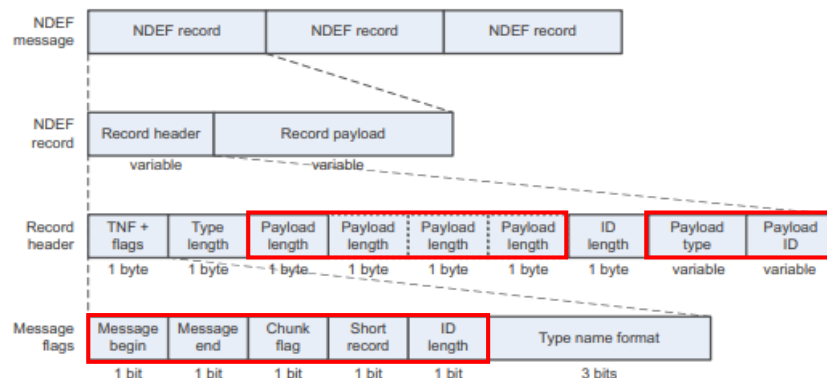 NDEF message
NDEF record
NDEF record
NDEF record
NDEF record
Record header
Record payload
variable
variable
Record header
TNF + flags
Type length
Payload length
Payload length
Payload length
Payload length
ID length
Payload type
Payload ID
1 byte
1 byte
1 byte
1 byte
1 byte
1 byte
1 byte
variable
variable
Message flags
Message begin
Message end
Chunk flag
Short record
ID length
Type name format
1 bit
1 bit
1 bit
1 bit
1 bit
3 bits